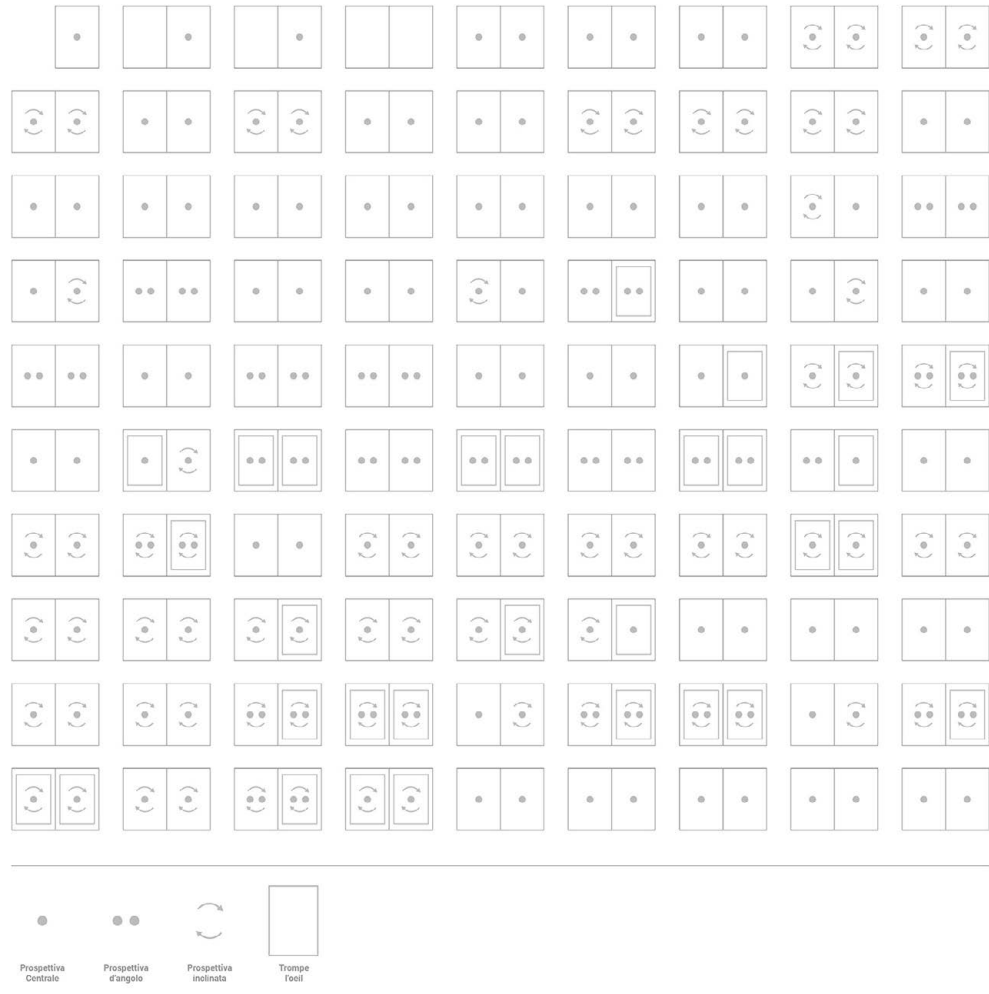 Prospettiva
Centrale
Prospettiva
d'angolo
Prospettiva
inclinata
Trompe
l'oeil